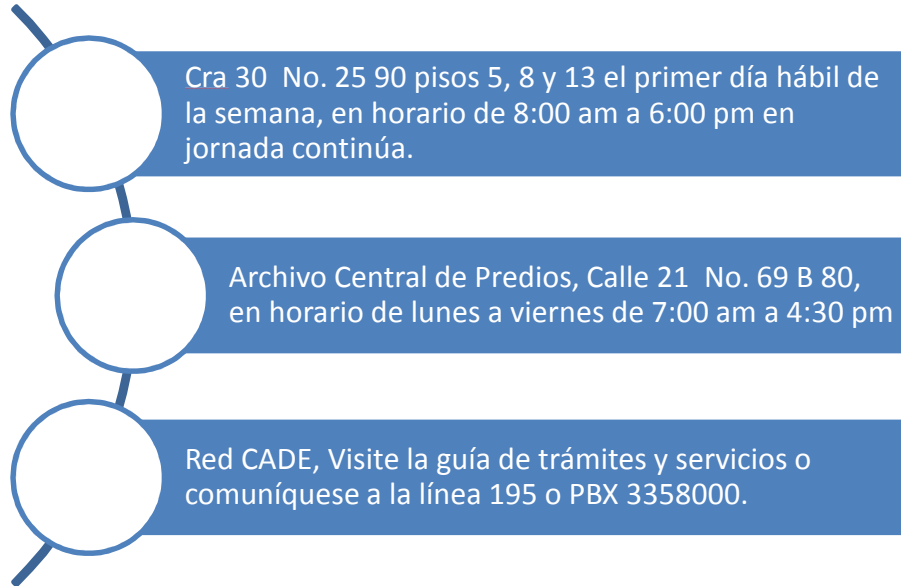 Cra 30 No. 25 90 pisos 5, 8 y 13 el primer día hábil de
la semana, en horario de 8:00 am a 6:00 pm en
jornada continúa.
Archivo Central de Predios, Calle 21 No. 69 B 80,
en horario de lunes a viernes de 7:00 am a 4:30 pm
Red CADE, Visite la guía de trámites y servicios o
comuníquese a la línea 195 o PBX 3358000.